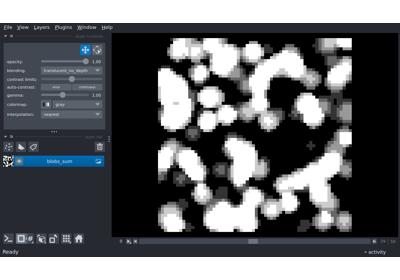 File View Layers Plugins Window Help
opacity: 1.00
blending: translucent_no_depth
contrast limits:
auto-contrast: once continuous
gamma: 1.00
colormap: gray
interpolation: nearest
blobs_sum
Ready
activity